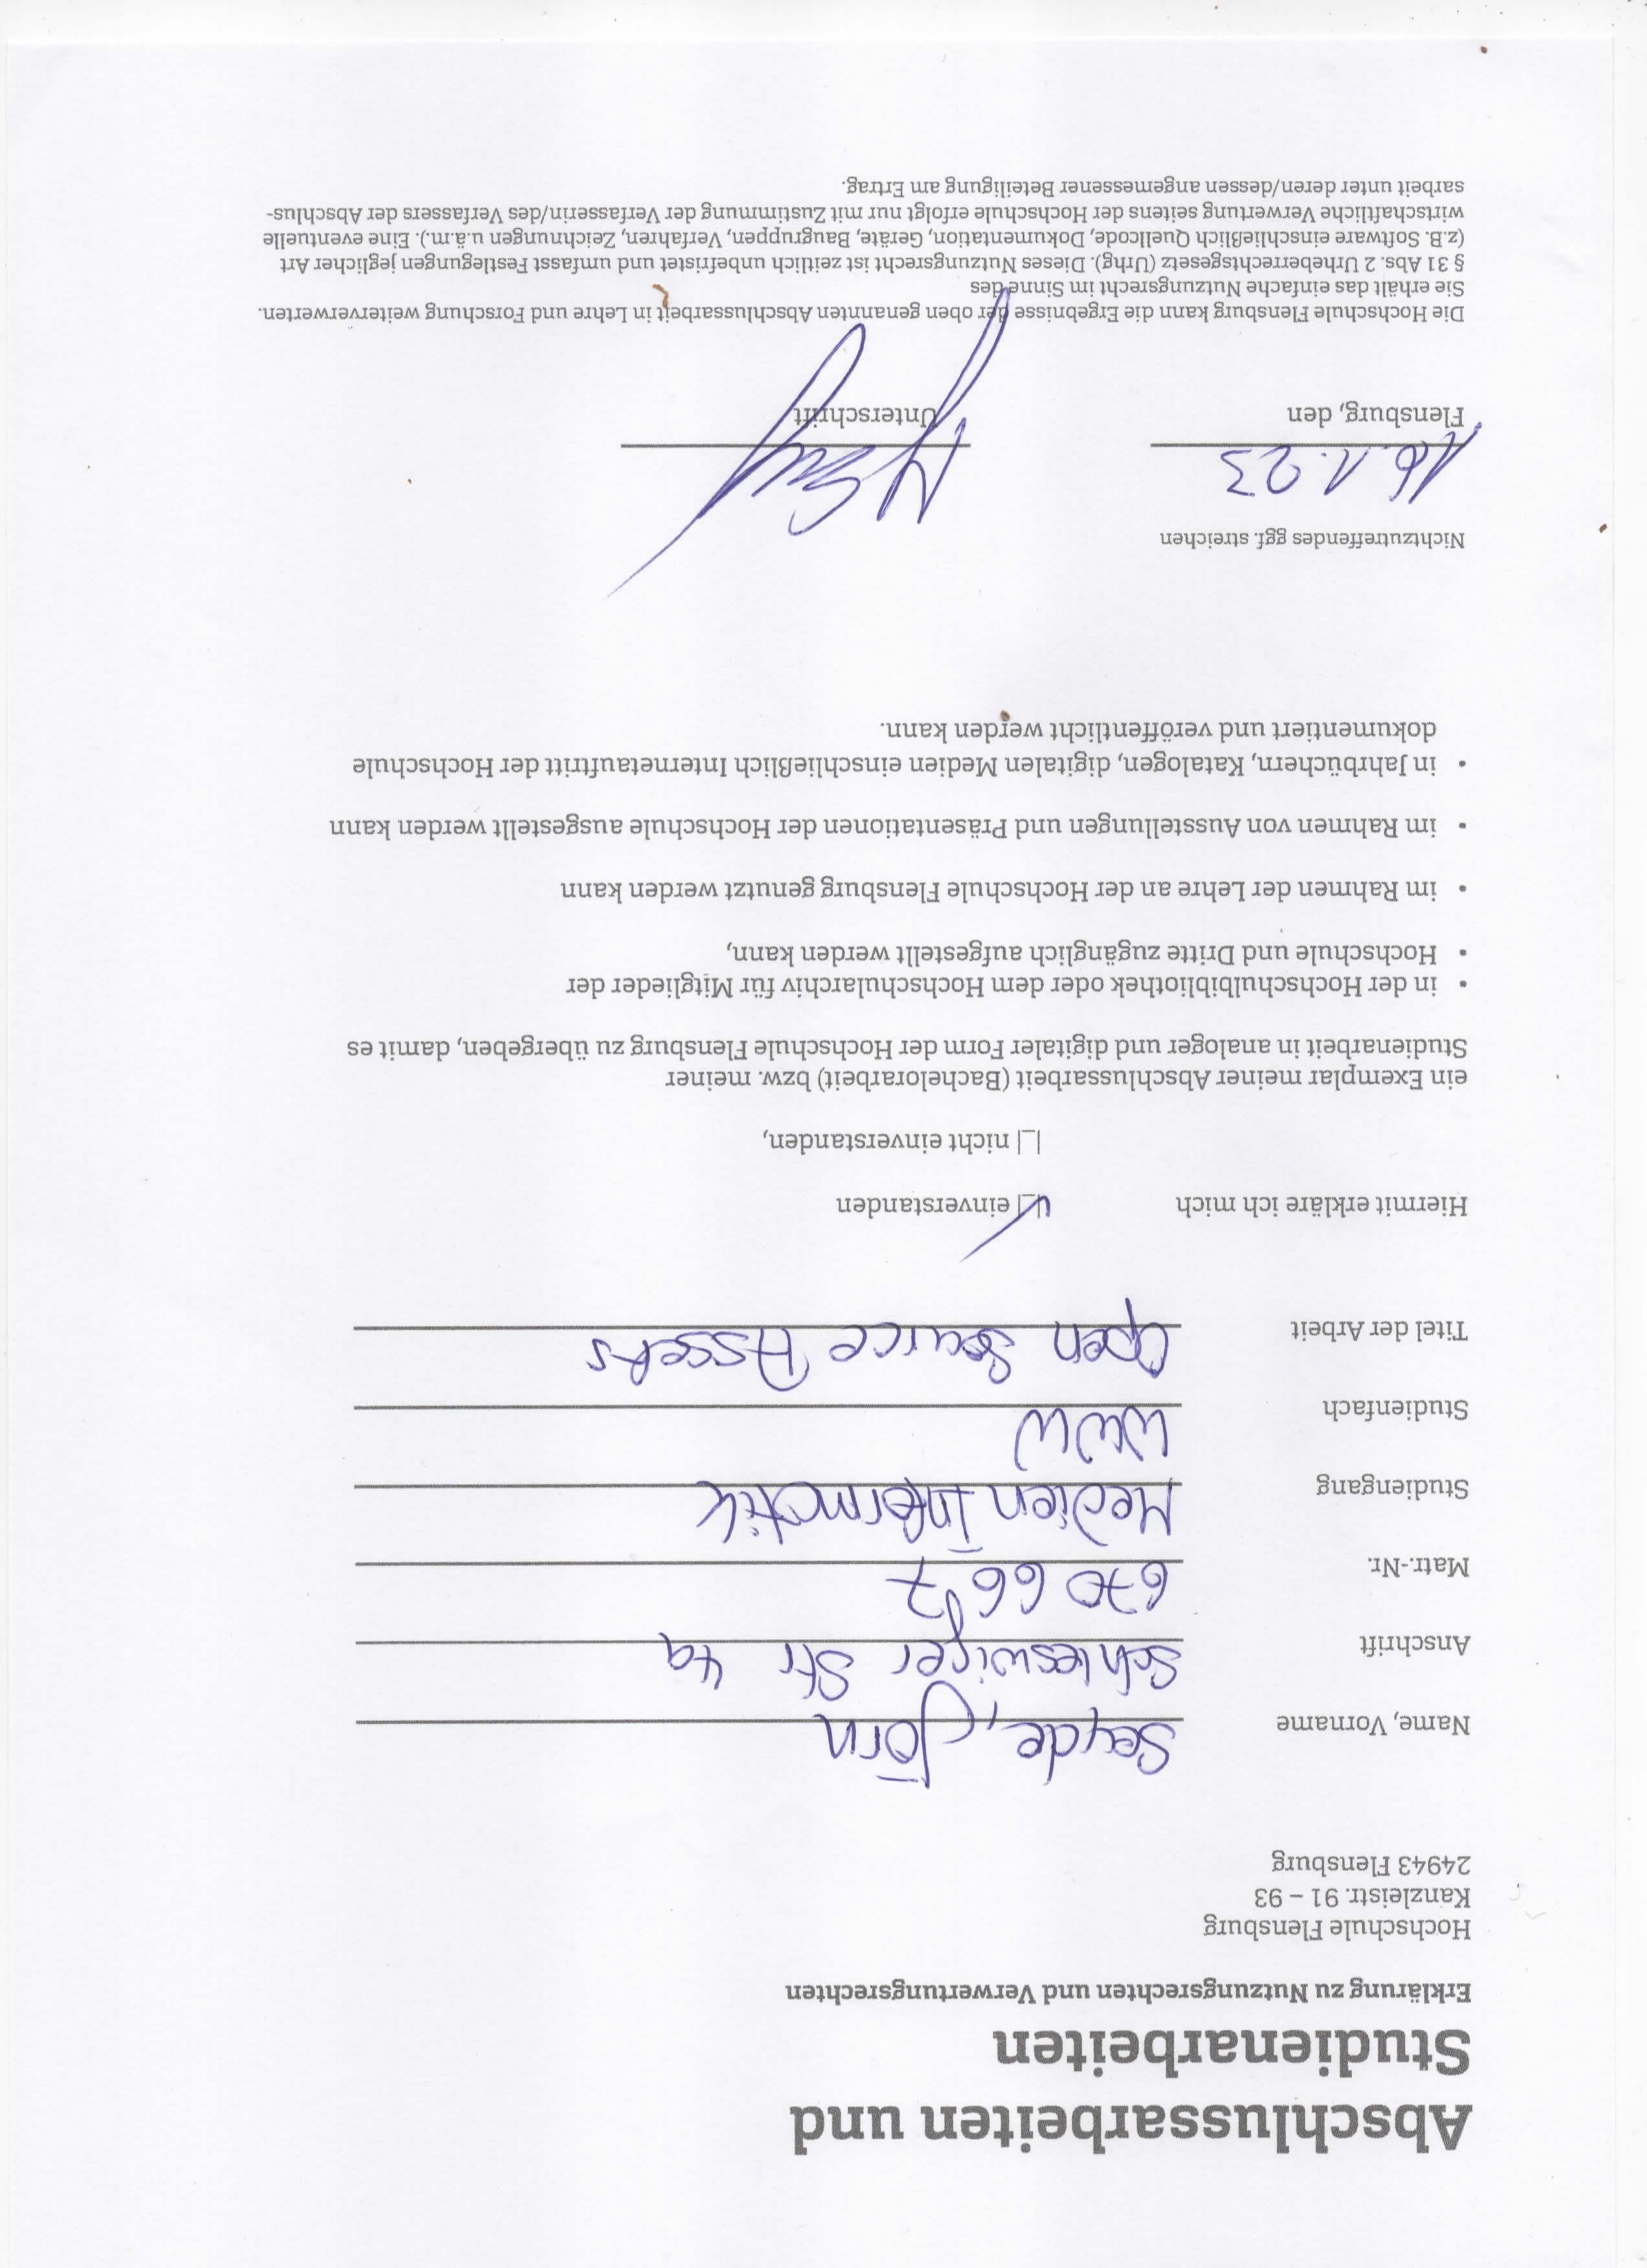 Abschlussarbeiten und
Studienarbeiten
Erklärung zu Nutzungsrechten und Verwertungsrechten
Hochschule Flensburg
Kanzleistr. 91 – 93
24943 Flensburg
Name, Vorname Seyde, Jörn
Anschrift Schleswiger Str 4a
Matr.-Nr. 670 66 7
Studiengang Medien Informatik
Studienfach WWW
Titel der Arbeit Open Source Assets
Hiermit erkläre ich mich |_| einverstanden
|_| nicht einverstanden,
ein Exemplar meiner Abschlussarbeit (Bachelorarbeit) bzw. meiner
Studienarbeit in analoger und digitaler Form der Hochschule Flensburg zu übergeben, damit es
• in der Hochschulbibliothek oder dem Hochschularchiv für Mitglieder der
• Hochschule und Dritte zugänglich aufgestellt werden kann,
• im Rahmen der Lehre an der Hochschule Flensburg genutzt werden kann
• im Rahmen von Ausstellungen und Präsentationen der Hochschule ausgestellt werden kann
• in Jahrbüchern, Katalogen, digitalen Medien einschließlich Internetauftritt der Hochschule
dokumentiert und veröffentlicht werden kann.
Nichtzutreffendes ggf. streichen
16.1.23
Flensburg, den Unterschrift
Die Hochschule Flensburg kann die Ergebnisse der oben genannten Abschlussarbeit in Lehre und Forschung weiterverwerten.
Sie erhält das einfache Nutzungsrecht im Sinne des
§ 31 Abs. 2 Urheberrechtsgesetz (Urhg). Dieses Nutzungsrecht ist zeitlich unbefristet und umfasst Festlegungen jeglicher Art
(z.B. Software einschließlich Quellcode, Dokumentation, Geräte, Baugruppen, Verfahren, Zeichnungen u.ä.m.). Eine eventuelle
wirtschaftliche Verwertung seitens der Hochschule erfolgt nur mit Zustimmung der Verfasserin/des Verfassers der Abschlus-
sarbeit unter deren/dessen angemessener Beteiligung am Ertrag.